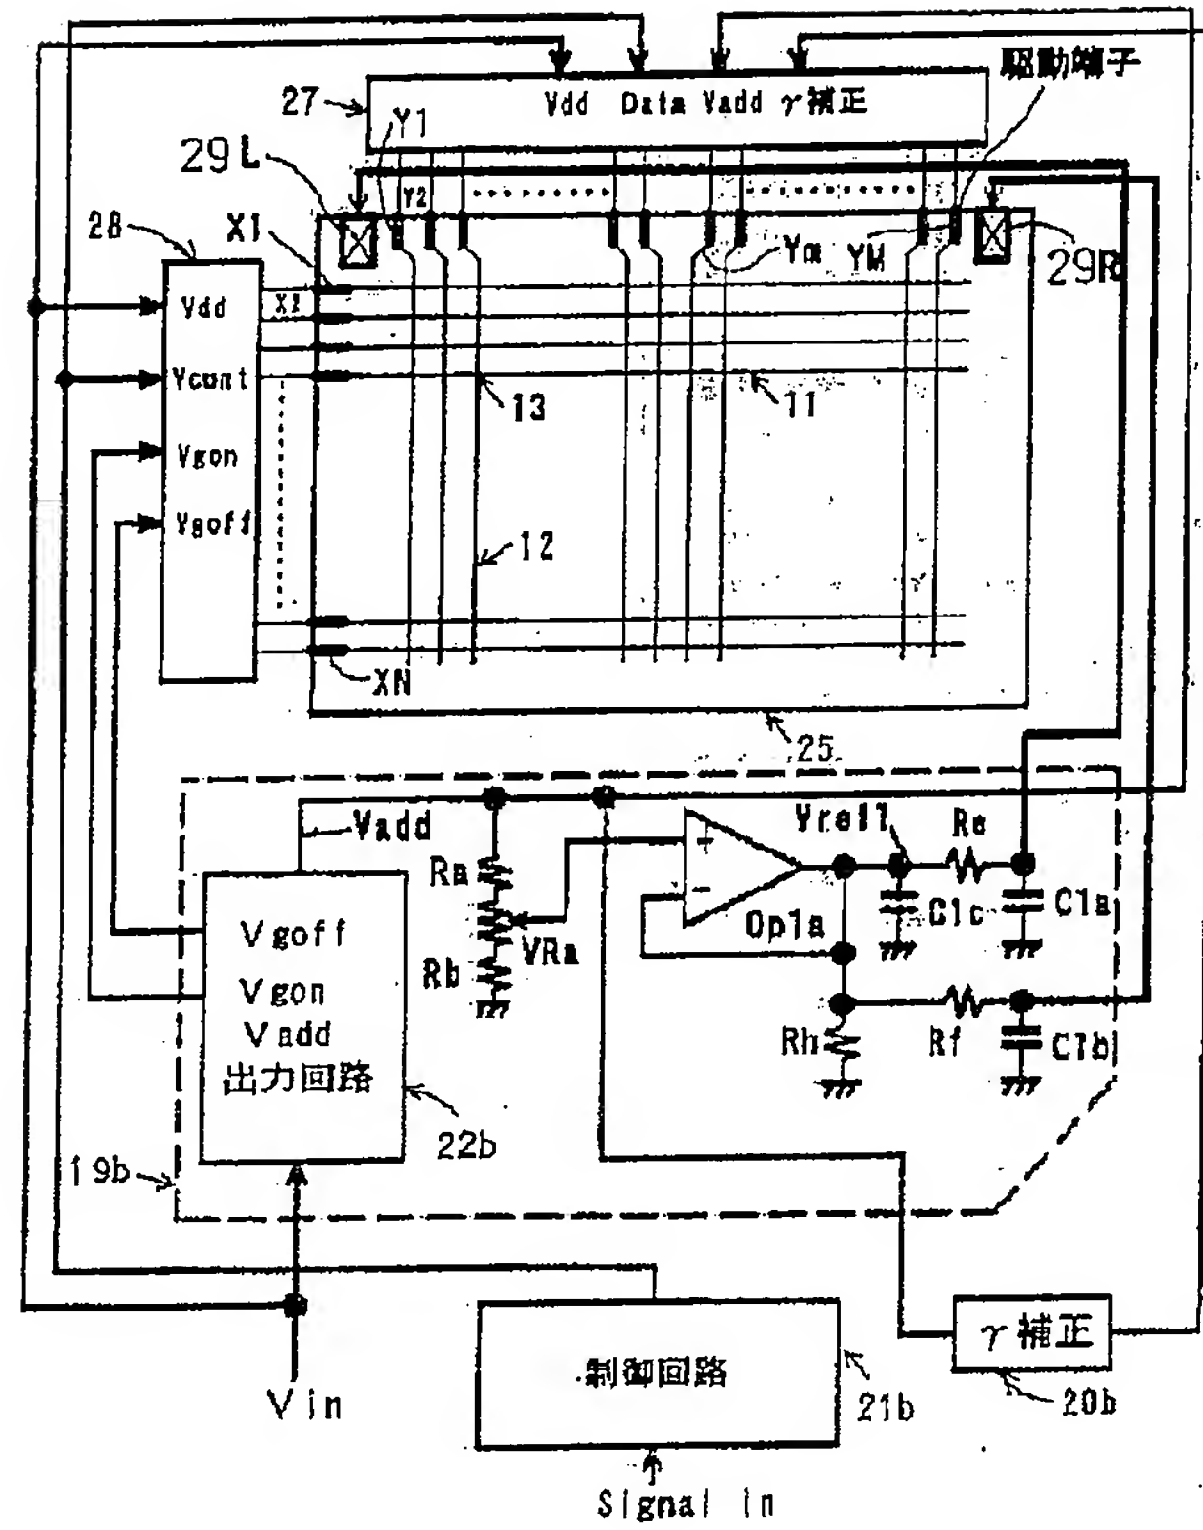 駆動端子
27
Vdd Data Vadd γ補正
Y1
29L
Y2
28
X1
Ym
YM
29R
Vdd
Vcont
13
11
Vgon
Vgoff
12
XN
25
Vadd
Ra
VRa
Rb
+
−
Op1a
C1c
C1a
Rh
Rf
C1b
Vgoff
Vgon
Vadd
出力回路
22b
19b
γ補正
20b
制御回路
21b
Vin
Signal in